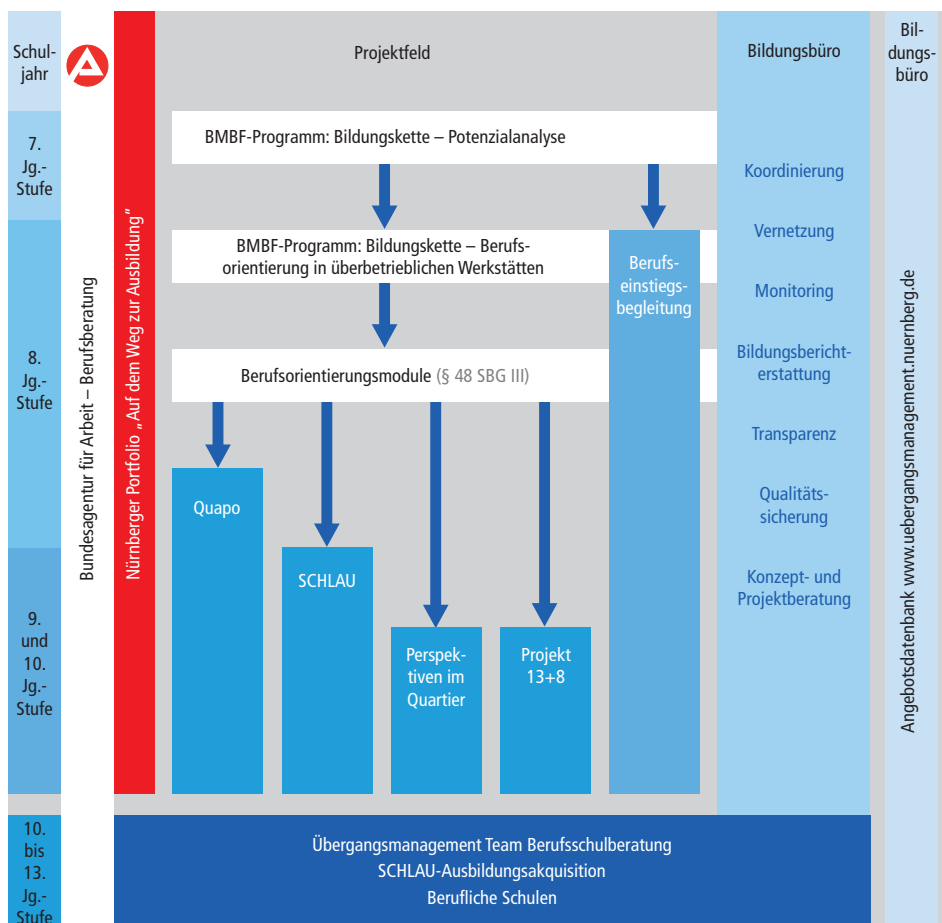 Schul-
jahr
Projektfeld
Bildungsbüro
Bil-
dungs-
büro
7.
Jg.-
Stufe
8.
Jg.-
Stufe
9.
und
10.
Jg.-
Stufe
10.
bis
13.
Jg.-
Stufe
Bundesagentur für Arbeit – Berufsberatung
Nürnberger Portfolio „Auf dem Weg zur Ausbildung“
BMBF-Programm: Bildungskette – Potenzialanalyse
BMBF-Programm: Bildungskette – Berufs-
orientierung in überbetrieblichen Werkstätten
Berufs-
einstiegs-
begleitung
Berufsorientierungsmodule (§ 48 SBG III)
Quapo
SCHLAU
Perspek-
tiven im
Quartier
Projekt
13+8
Koordinierung
Vernetzung
Monitoring
Bildungsbericht-
erstattung
Transparenz
Qualitäts-
sicherung
Konzept- und
Projektberatung
Angebotsdatenbank www.uebergangsmanagement.nuernberg.de
Übergangsmanagement Team Berufsschulberatung
SCHLAU-Ausbildungsakquisition
Berufliche Schulen